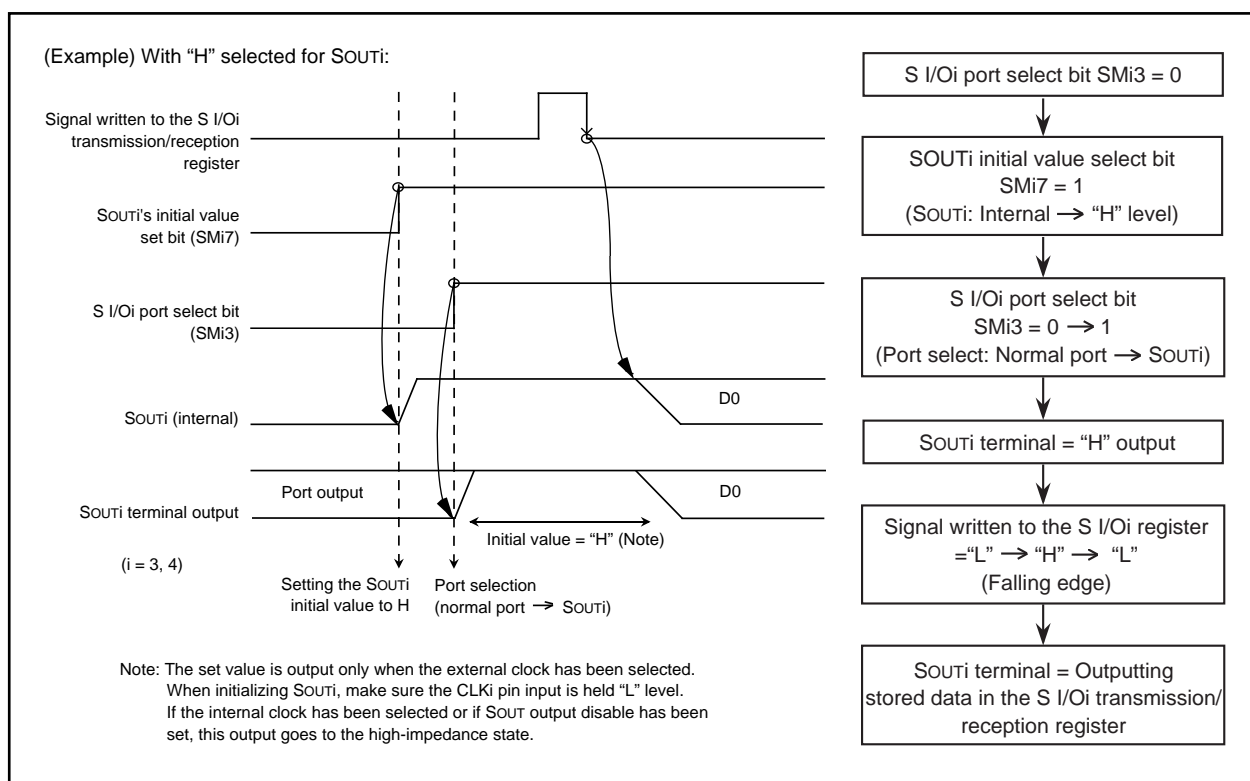 (Example) With “H” selected for SOUTi:
Signal written to the S I/Oi
transmission/reception
register
SOUTi's initial value
set bit (SMi7)
S I/Oi port select bit
(SMi3)
SOUTi (internal)
D0
Port output
D0
SOUTi terminal output
Initial value = “H” (Note)
(i = 3, 4)
Setting the SOUTi
initial value to H
Port selection
(normal port → SOUTi)
Note: The set value is output only when the external clock has been selected.
When initializing SOUTi, make sure the CLKi pin input is held “L” level.
If the internal clock has been selected or if SOUT output disable has been
set, this output goes to the high-impedance state.
S I/Oi port select bit SMi3 = 0
SOUTi initial value select bit
SMi7 = 1
(SOUTi: Internal → “H” level)
S I/Oi port select bit
SMi3 = 0 → 1
(Port select: Normal port → SOUTi)
SOUTi terminal = “H” output
Signal written to the S I/Oi register
=“L” → “H” → “L”
(Falling edge)
SOUTi terminal = Outputting
stored data in the S I/Oi transmission/
reception register